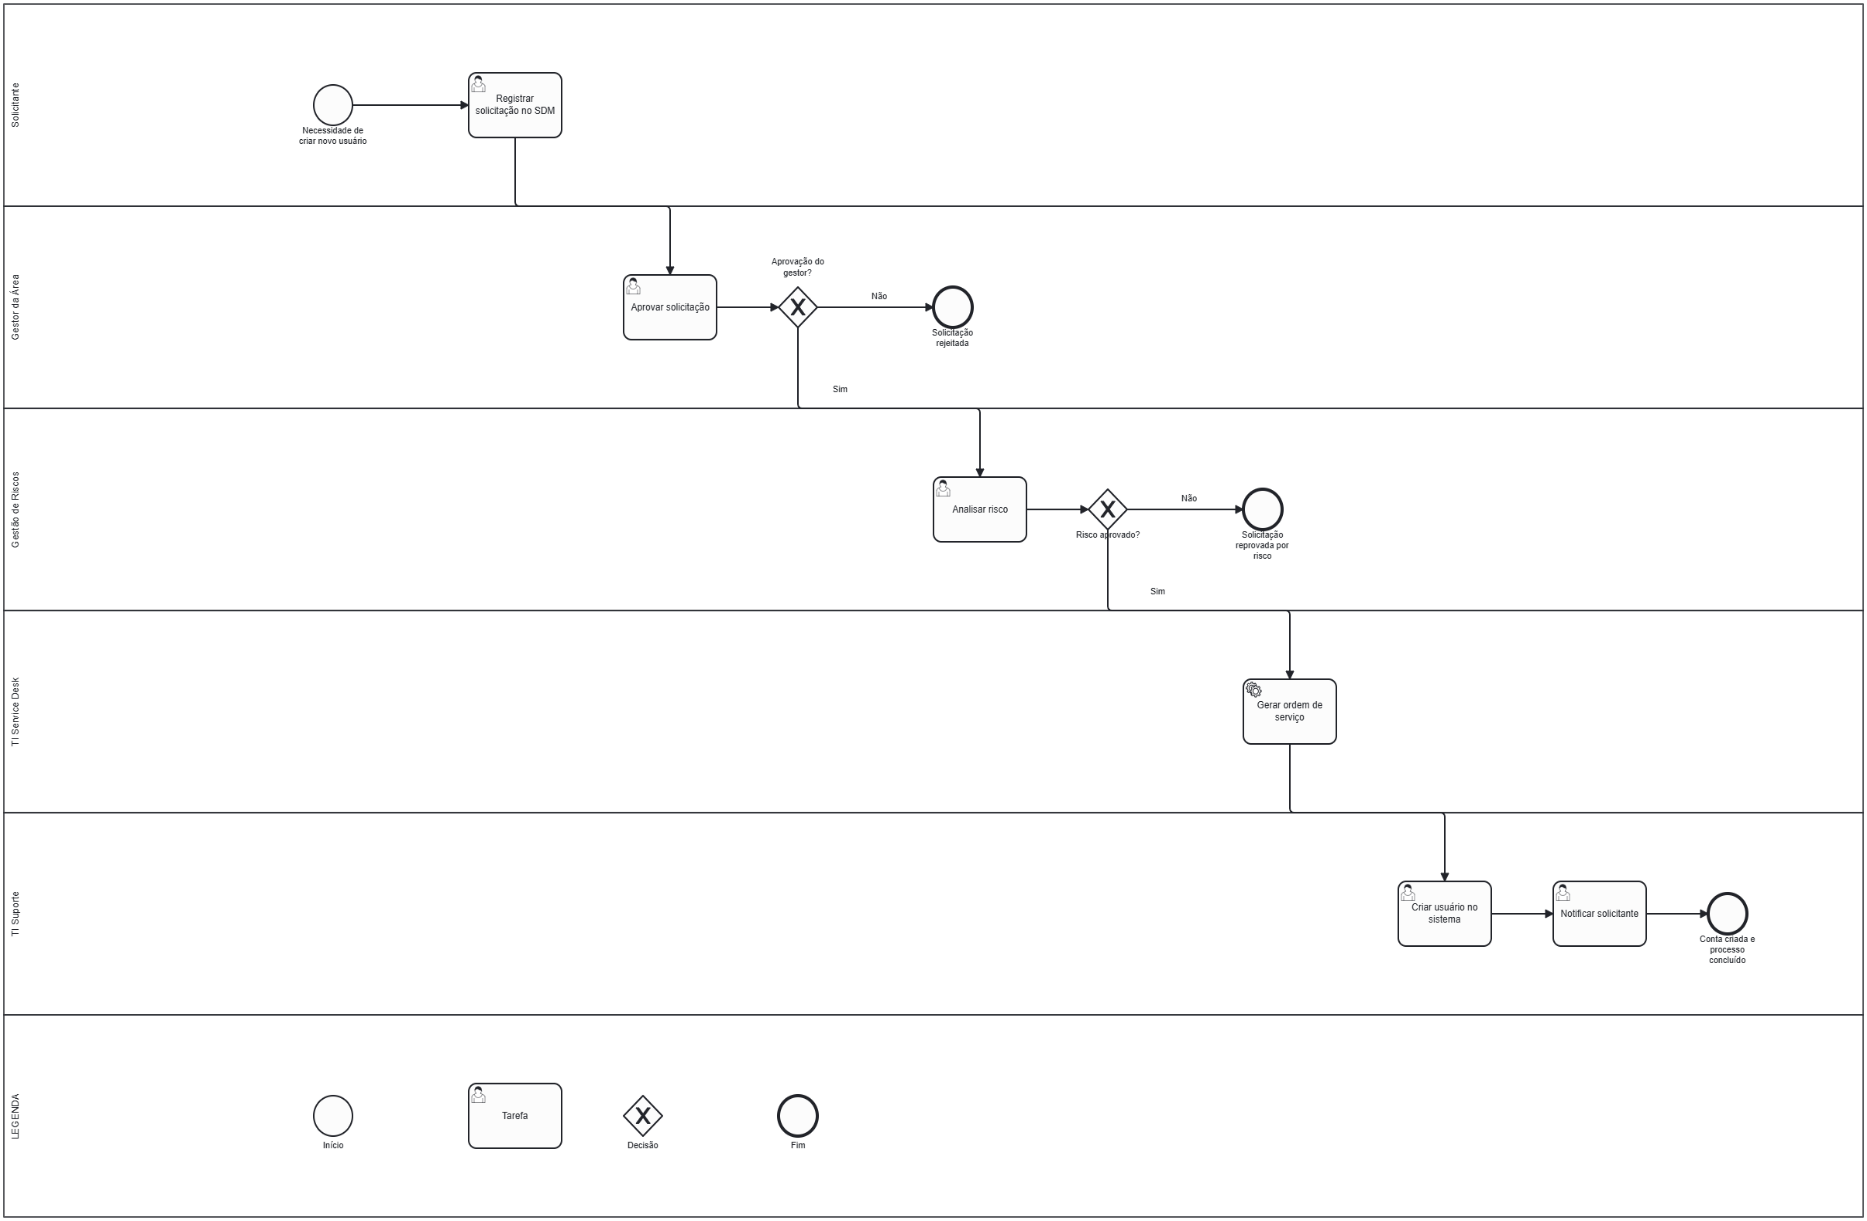 Solicitante
Necessidade de
criar novo usuário
Registrar
solicitação no SDM
Gestor da Área
Aprovar solicitação
Aprovação do
gestor?
Não
Solicitação
rejeitada
Sim
Gestão de Riscos
Analisar risco
Risco aprovado?
Não
Solicitação
reprovada por
risco
Sim
TI Service Desk
Gerar ordem de
serviço
TI Suporte
Criar usuário no
sistema
Notificar solicitante
Conta criada e
processo
concluído
LEGENDA
Início
Tarefa
Decisão
Fim